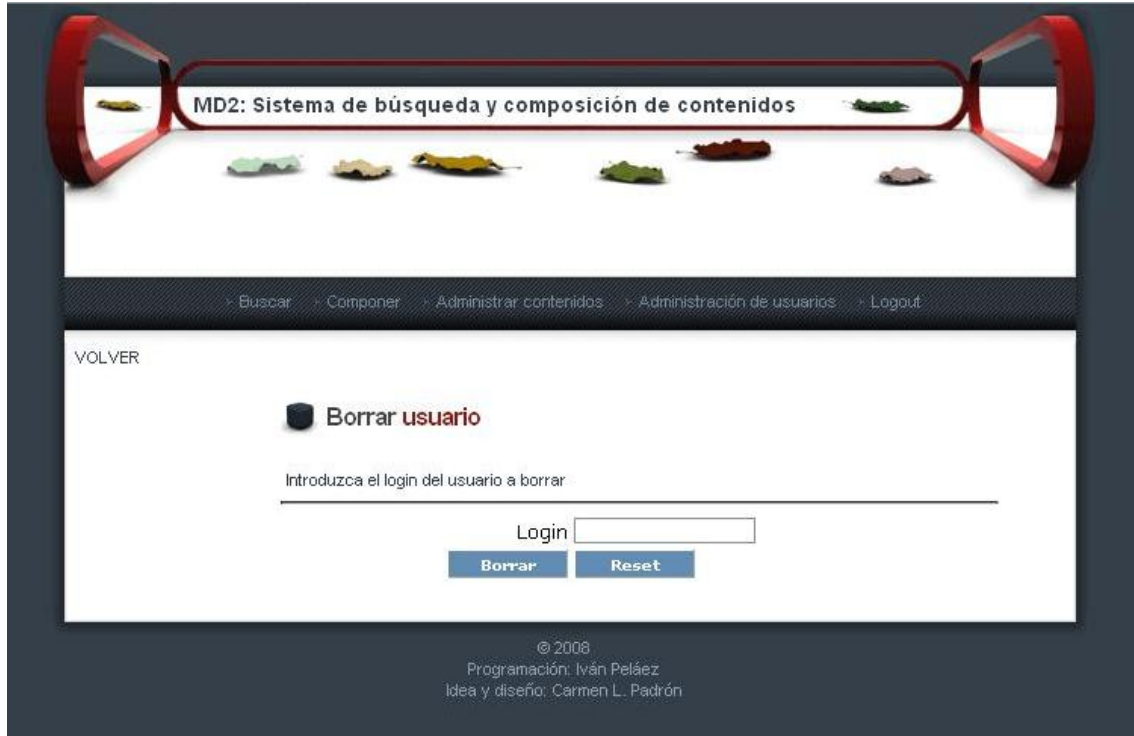 MD2: Sistema de búsqueda y composición de contenidos
Buscar Componer Administrar contenidos Administración de usuarios Logout
VOLVER
Borrar usuario
Introduzca el login del usuario a borrar
Login
Borrar Reset
© 2008
Programación: Iván Peláez
Idea y diseño: Carmen L. Padrón